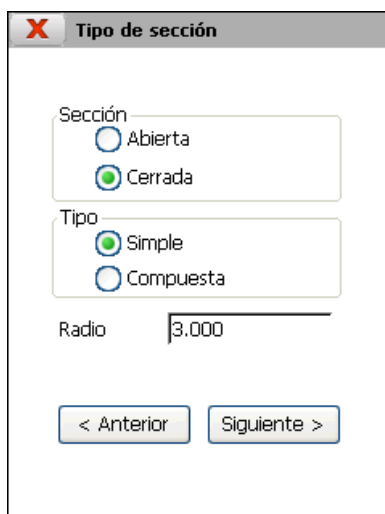 Tipo de sección
Sección
Abierta
Cerrada
Tipo
Simple
Compuesta
Radio 3.000
< Anterior Siguiente >